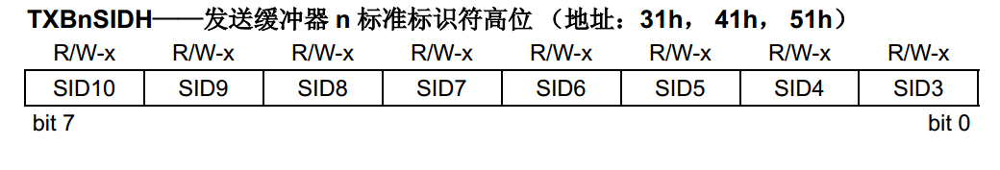 TXBnSIDH——发送缓冲器 n 标准标识符高位 （地址：31h， 41h， 51h）
R/W-x R/W-x R/W-x R/W-x R/W-x R/W-x R/W-x R/W-x
SID10 SID9 SID8 SID7 SID6 SID5 SID4 SID3
bit 7 bit 0